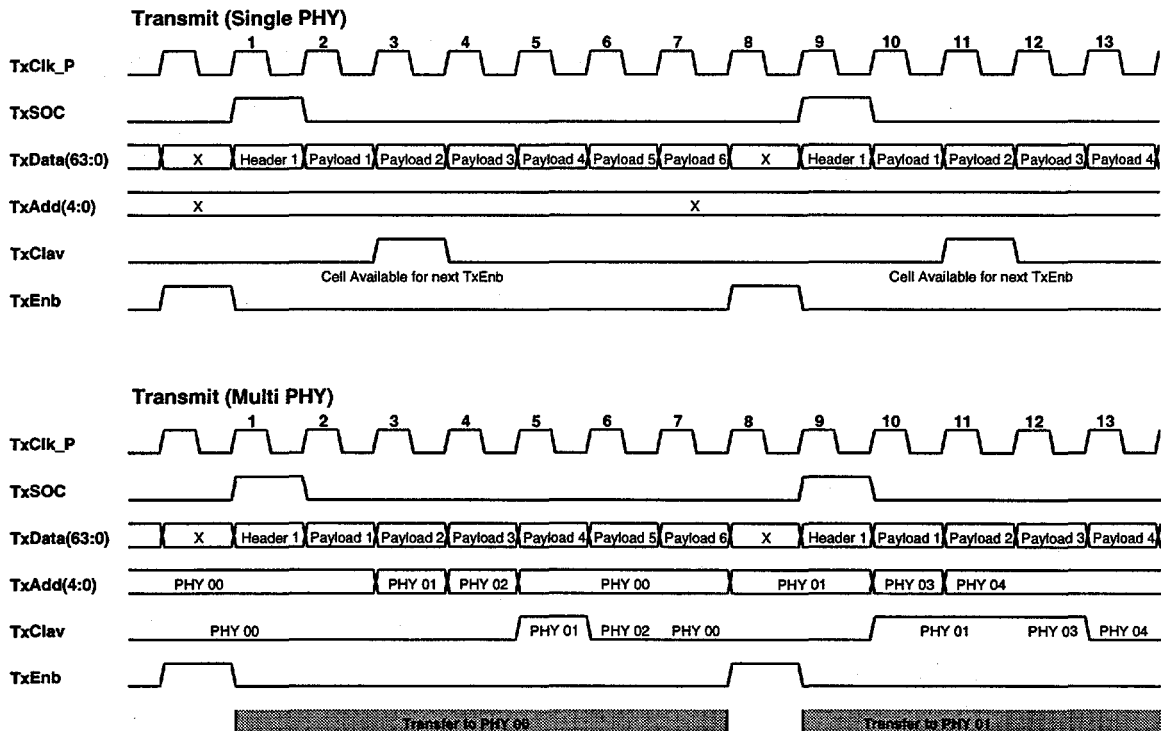 Transmit (Single PHY)
1 2 3 4 5 6 7 8 9 10 11 12 13
TxClk_P
TxSOC
TxData(63:0) X Header 1 Payload 1 Payload 2 Payload 3 Payload 4 Payload 5 Payload 6 X Header 1 Payload 1 Payload 2 Payload 3 Payload 4
TxAdd(4:0) X X
TxClav
Cell Available for next TxEnb Cell Available for next TxEnb
TxEnb
Transmit (Multi PHY)
1 2 3 4 5 6 7 8 9 10 11 12 13
TxClk_P
TxSOC
TxData(63:0) X Header 1 Payload 1 Payload 2 Payload 3 Payload 4 Payload 5 Payload 6 X Header 1 Payload 1 Payload 2 Payload 3 Payload 4
TxAdd(4:0) PHY 00 PHY 01 PHY 02 PHY 00 PHY 01 PHY 03 PHY 04
TxClav PHY 00 PHY 01 PHY 02 PHY 00 PHY 01 PHY 03 PHY 04
TxEnb
Transfer to PHY 00 Transfer to PHY 01